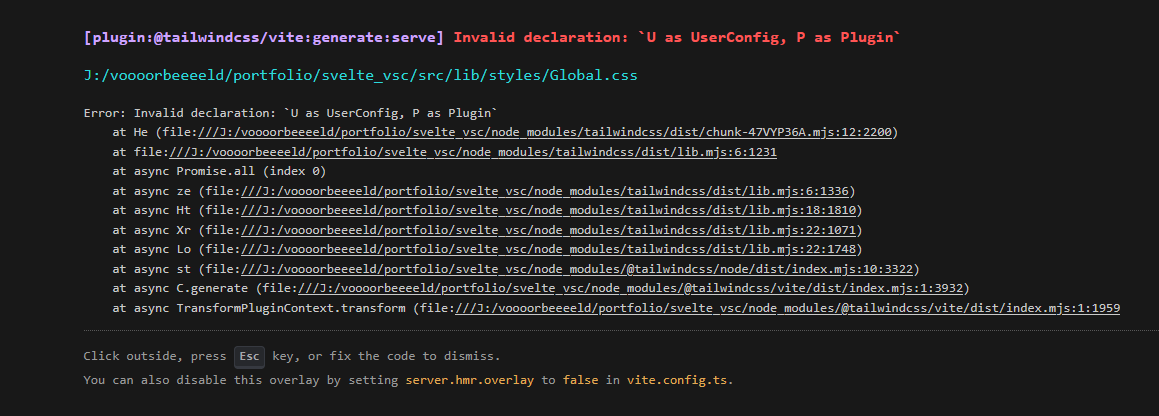 [plugin:@tailwindcss/vite:generate:serve] Invalid declaration: `U as UserConfig, P as Plugin`
J:/voooorbeeeeld/portfolio/svelte_vsc/src/lib/styles/Global.css
Error: Invalid declaration: `U as UserConfig, P as Plugin`
at He (file:///J:/voooorbeeeeld/portfolio/svelte_vsc/node_modules/tailwindcss/dist/chunk-47VYP36A.mjs:12:2200)
at file:///J:/voooorbeeeeld/portfolio/svelte_vsc/node_modules/tailwindcss/dist/lib.mjs:6:1231
at async Promise.all (index 0)
at async ze (file:///J:/voooorbeeeeld/portfolio/svelte_vsc/node_modules/tailwindcss/dist/lib.mjs:6:1336)
at async Ht (file:///J:/voooorbeeeeld/portfolio/svelte_vsc/node_modules/tailwindcss/dist/lib.mjs:18:1810)
at async Xr (file:///J:/voooorbeeeeld/portfolio/svelte_vsc/node_modules/tailwindcss/dist/lib.mjs:22:1071)
at async Lo (file:///J:/voooorbeeeeld/portfolio/svelte_vsc/node_modules/tailwindcss/dist/lib.mjs:22:1748)
at async st (file:///J:/voooorbeeeeld/portfolio/svelte_vsc/node_modules/@tailwindcss/node/dist/index.mjs:10:3322)
at async C.generate (file:///J:/voooorbeeeeld/portfolio/svelte_vsc/node_modules/@tailwindcss/vite/dist/index.mjs:1:3932)
at async TransformPluginContext.transform (file:///J:/voooorbeeeeld/portfolio/svelte_vsc/node_modules/@tailwindcss/vite/dist/index.mjs:1:1959
Click outside, press Esc key, or fix the code to dismiss.
You can also disable this overlay by setting server.hmr.overlay to false in vite.config.ts.